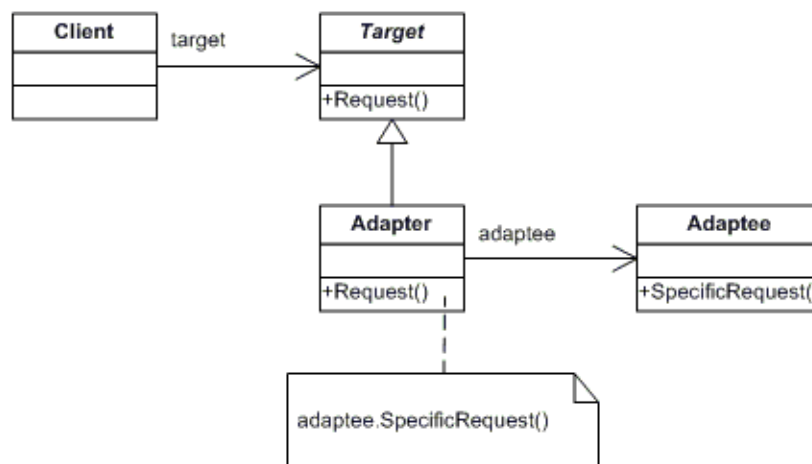 Client
target
Target
+Request()
Adapter
adaptee
Adaptee
+Request()
+SpecificRequest(
adaptee.SpecificRequest()